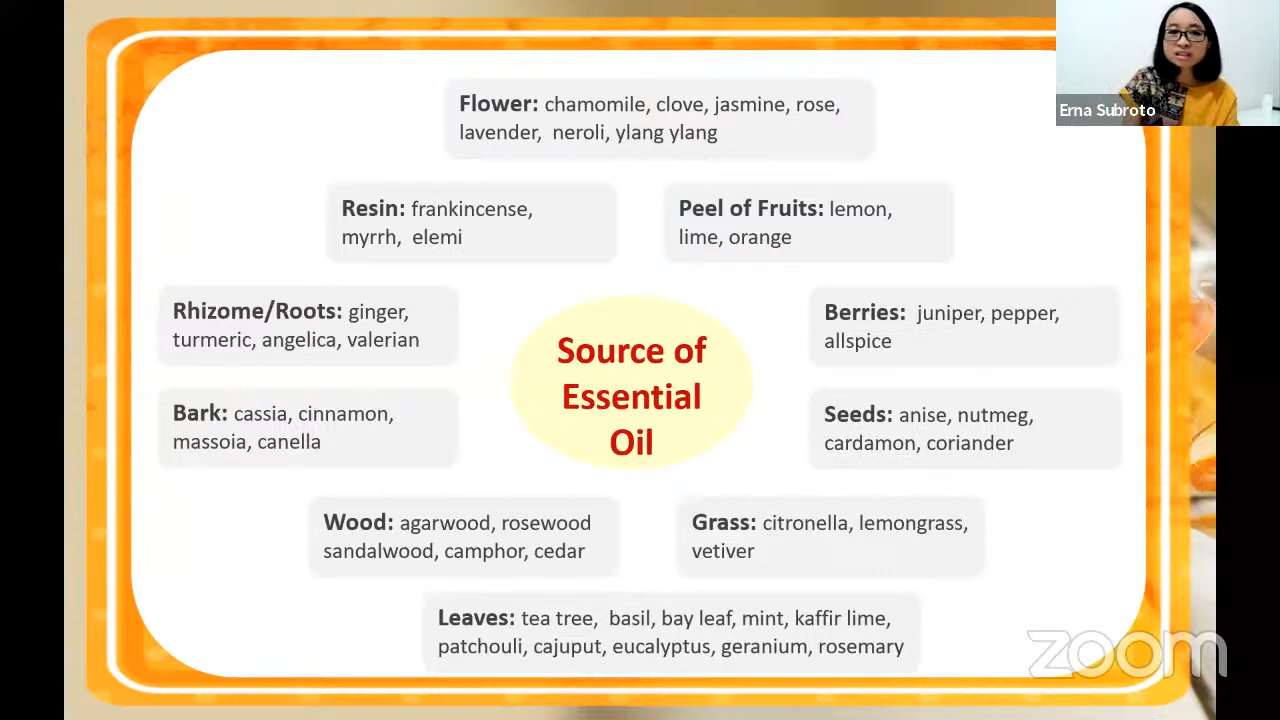 Flower: chamomile, clove, jasmine, rose,
lavender, neroli, ylang ylang
Erna Subroto
Resin: frankincense,
myrrh, elemi
Peel of Fruits: lemon,
lime, orange
Rhizome/Roots: ginger,
turmeric, angelica, valerian
Berries: juniper, pepper,
allspice
Source of
Essential
Oil
Bark: cassia, cinnamon,
massoia, canella
Seeds: anise, nutmeg,
cardamon, coriander
Wood: agarwood, rosewood
sandalwood, camphor, cedar
Grass: citronella, lemongrass,
vetiver
Leaves: tea tree, basil, bay leaf, mint, kaffir lime,
patchouli, cajuput, eucalyptus, geranium, rosemary
zoom